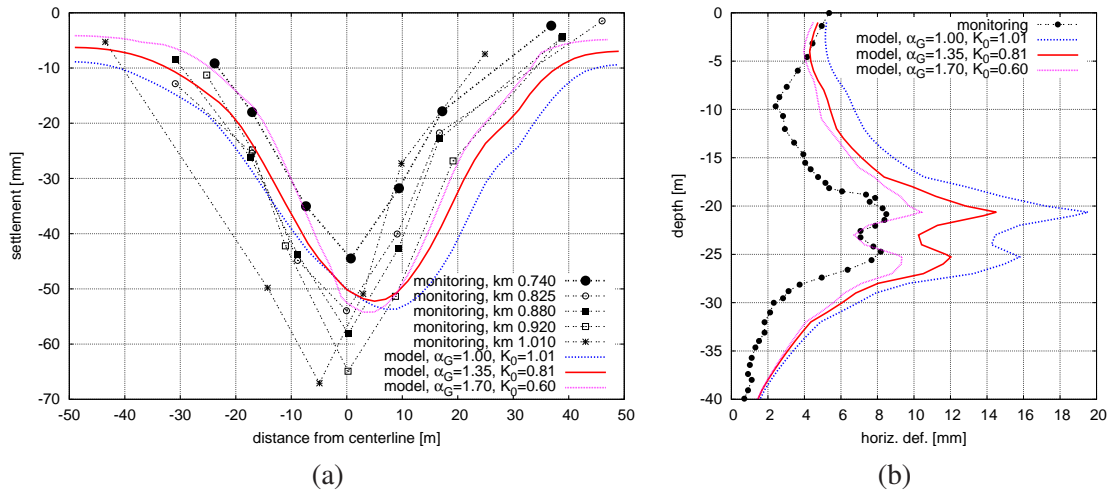 0
-10
-20
-30
-40
-50
-60
-70
settlement [mm]
-50 -40 -30 -20 -10 0 10 20 30 40 50
distance from centerline [m]
monitoring, km 0.740
monitoring, km 0.825
monitoring, km 0.880
monitoring, km 0.920
monitoring, km 1.010
model, αG=1.00, K0=1.01
model, αG=1.35, K0=0.81
model, αG=1.70, K0=0.60
(a)
0
-5
-10
-15
-20
-25
-30
-35
-40
depth [m]
0 2 4 6 8 10 12 14 16 18 20
horiz. def. [mm]
monitoring
model, αG=1.00, K0=1.01
model, αG=1.35, K0=0.81
model, αG=1.70, K0=0.60
(b)